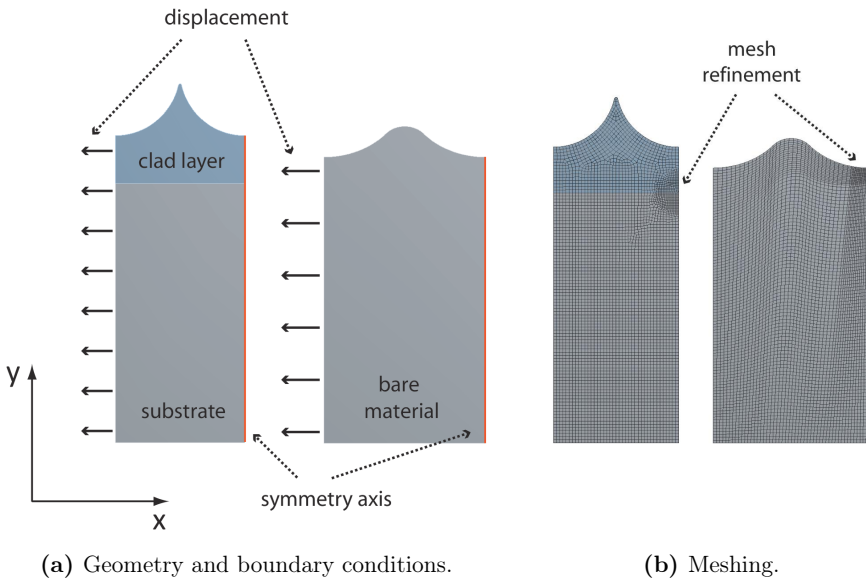 displacement
mesh
refinement
clad layer
substrate
bare
material
y
x
symmetry axis
(a) Geometry and boundary conditions.
(b) Meshing.